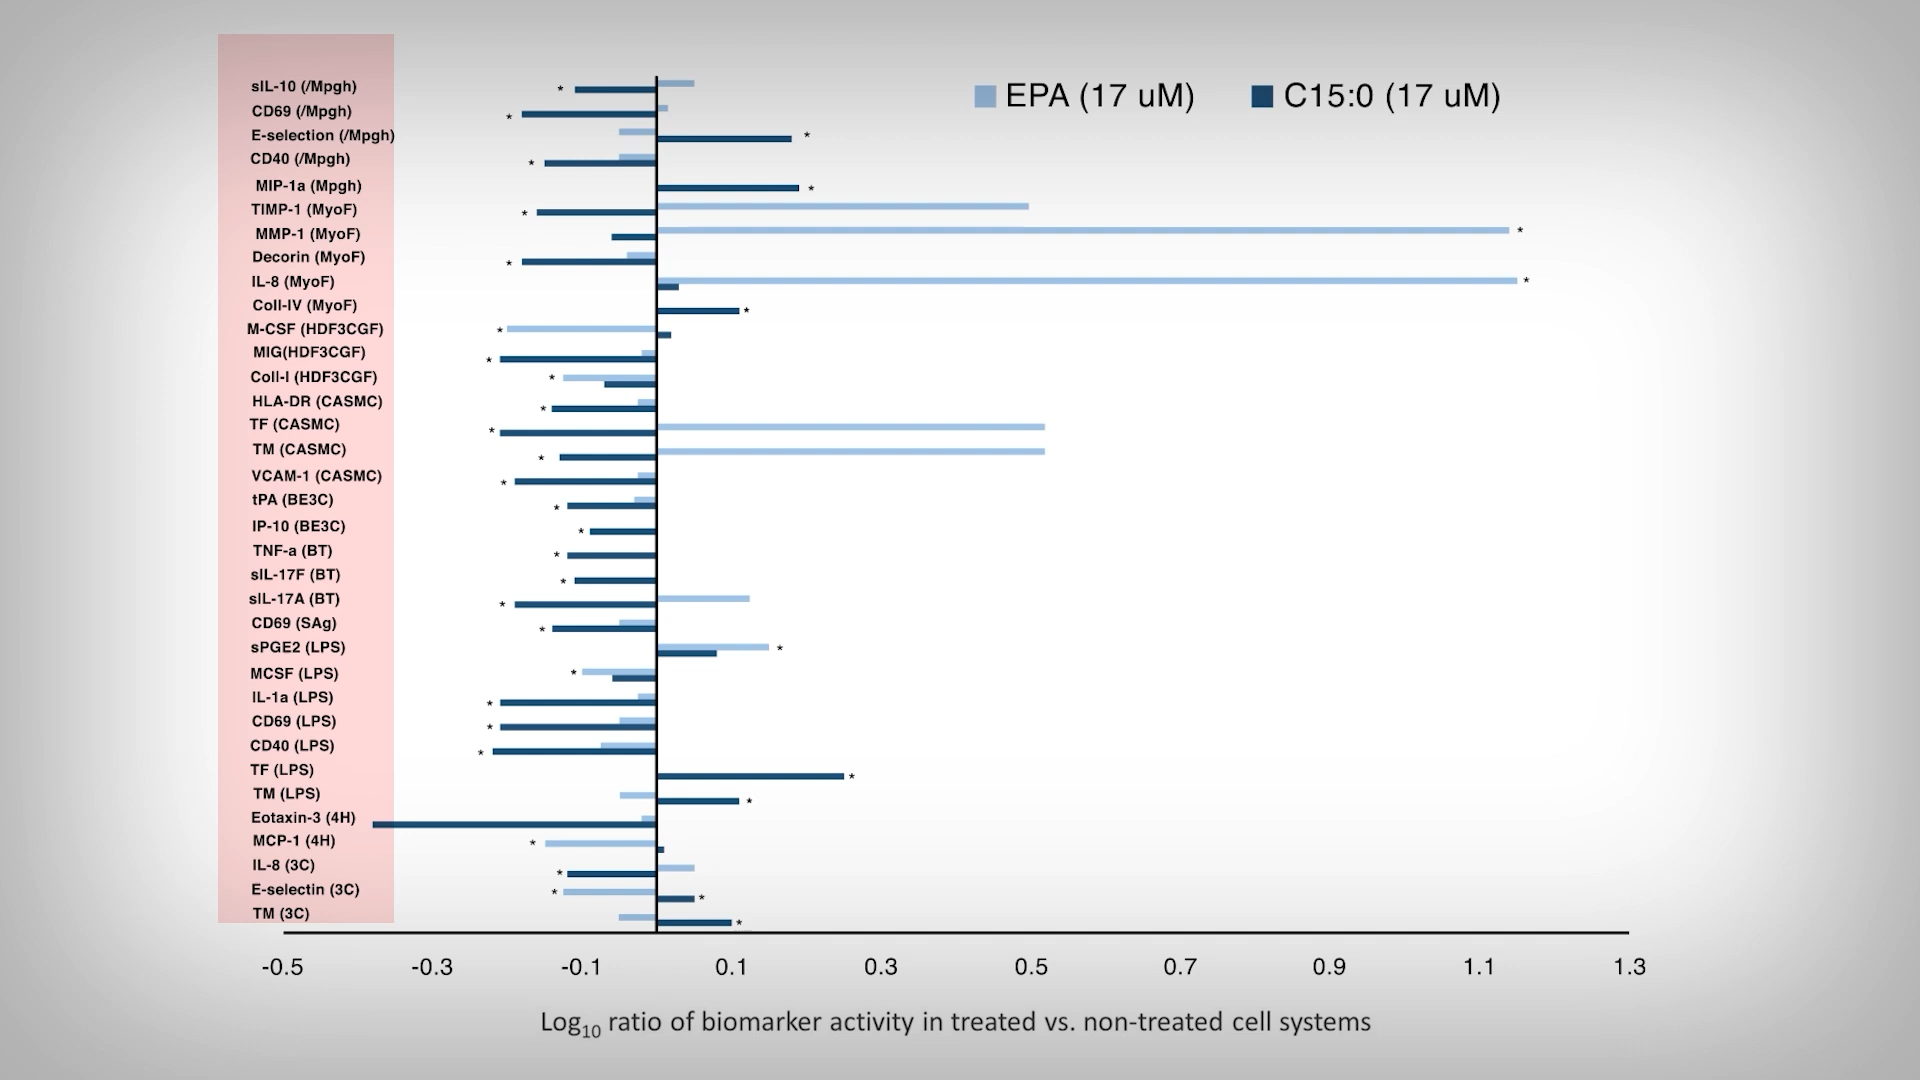 sIL-10 (/Mpgh)
CD69 (/Mpgh)
E-selection (/Mpgh)
CD40 (/Mpgh)
MIP-1a (Mpgh)
TIMP-1 (MyoF)
MMP-1 (MyoF)
Decorin (MyoF)
IL-8 (MyoF)
Coll-IV (MyoF)
M-CSF (HDF3CGF)
MIG(HDF3CGF)
Coll-I (HDF3CGF)
HLA-DR (CASMC)
TF (CASMC)
TM (CASMC)
VCAM-1 (CASMC)
tPA (BE3C)
IP-10 (BE3C)
TNF-a (BT)
sIL-17F (BT)
sIL-17A (BT)
CD69 (SAg)
sPGE2 (LPS)
MCSF (LPS)
IL-1a (LPS)
CD69 (LPS)
CD40 (LPS)
TF (LPS)
TM (LPS)
Eotaxin-3 (4H)
MCP-1 (4H)
IL-8 (3C)
E-selectin (3C)
TM (3C)
EPA (17 uM) C15:0 (17 uM)
-0.5 -0.3 -0.1 0.1 0.3 0.5 0.7 0.9 1.1 1.3
Log10 ratio of biomarker activity in treated vs. non-treated cell systems